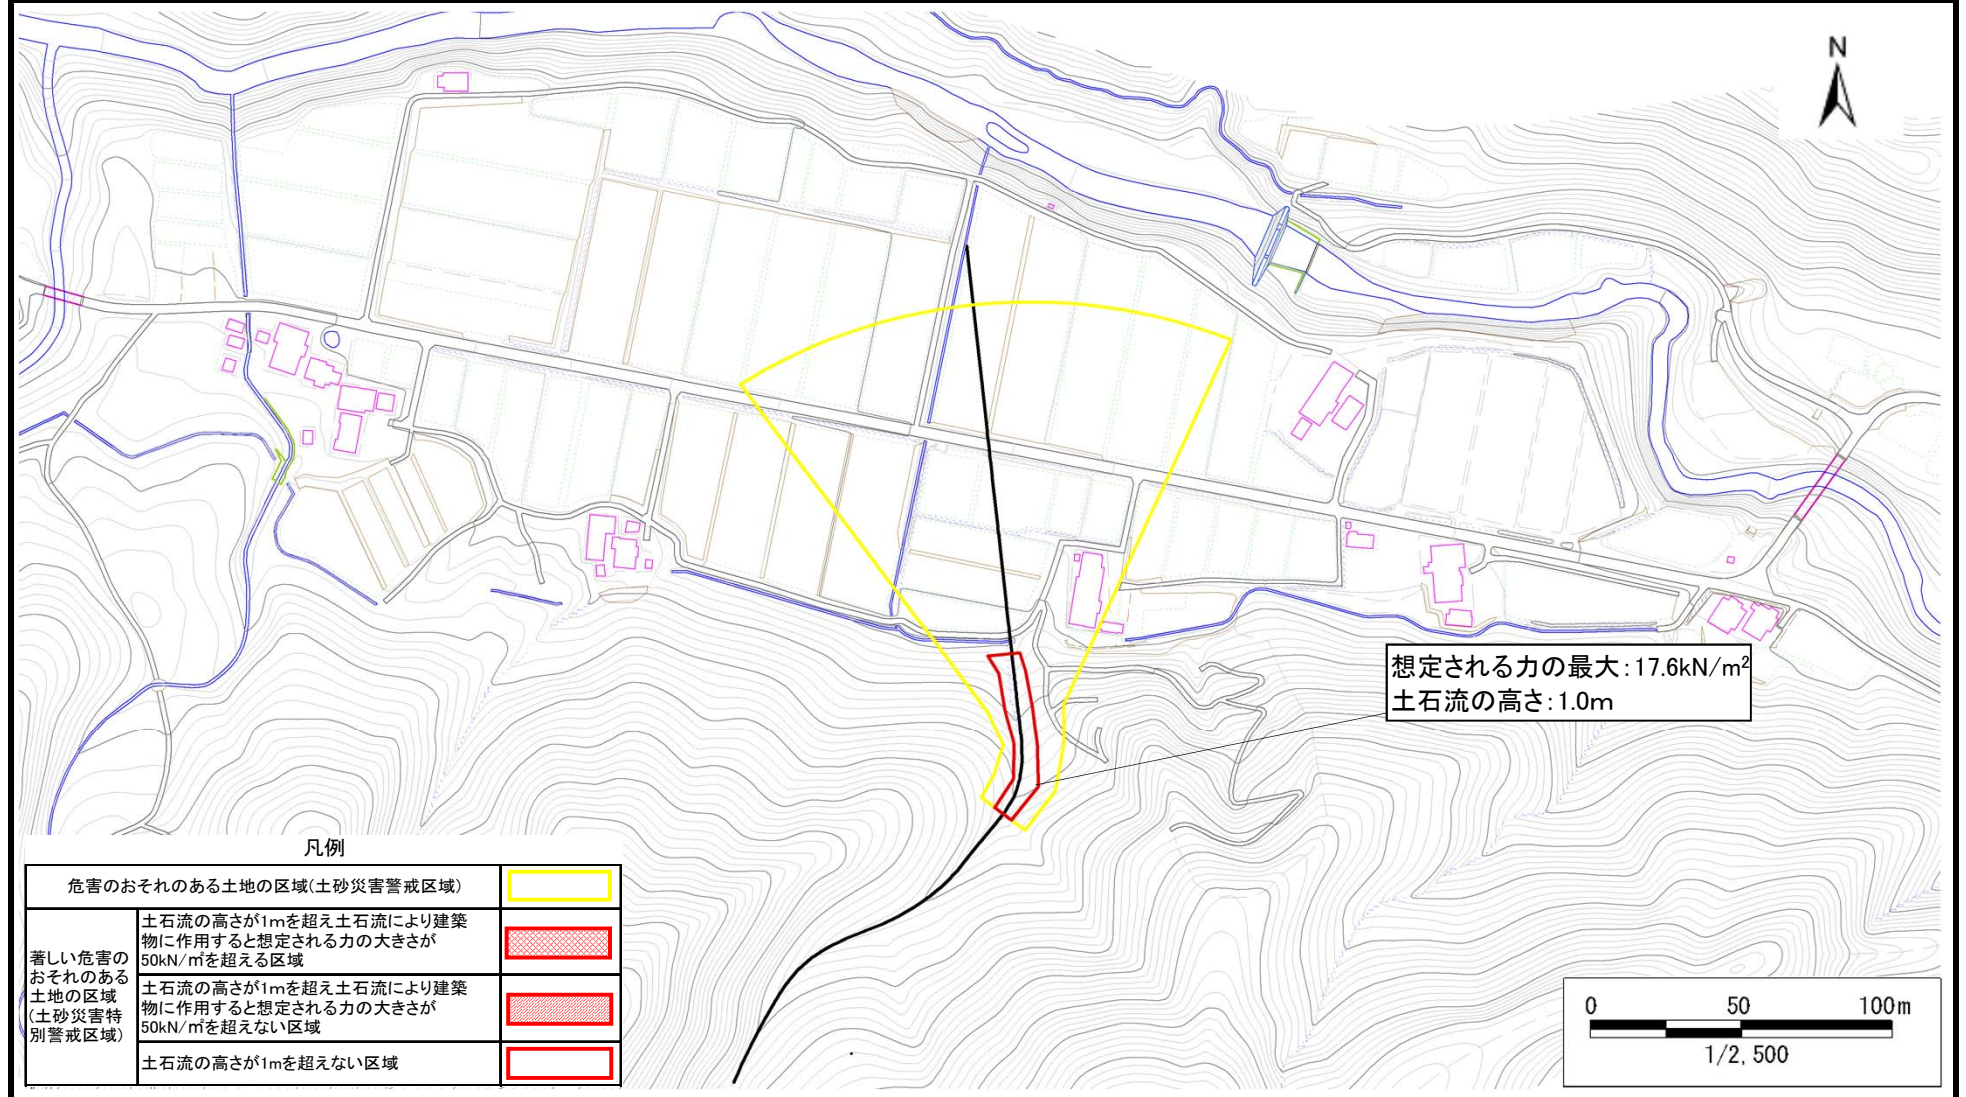 N
想定される力の最大:17.6kN/m²
土石流の高さ:1.0m
凡例
危害のおそれのある土地の区域(土砂災害警戒区域)
著しい危害の
おそれのある
土地の区域
(土砂災害特
別警戒区域)
土石流の高さが1mを超え土石流により建築
物に作用すると想定される力の大きさが
50kN/㎡を超える区域
土石流の高さが1mを超え土石流により建築
物に作用すると想定される力の大きさが
50kN/㎡を超えない区域
土石流の高さが1mを超えない区域
0 50 100m
1/2,500